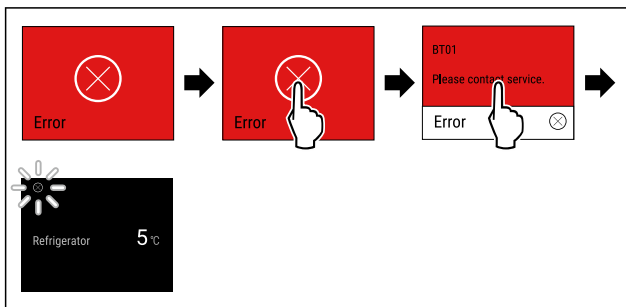 Error
Error
BT01
Please contact service.
Error
Refrigerator 5 °C